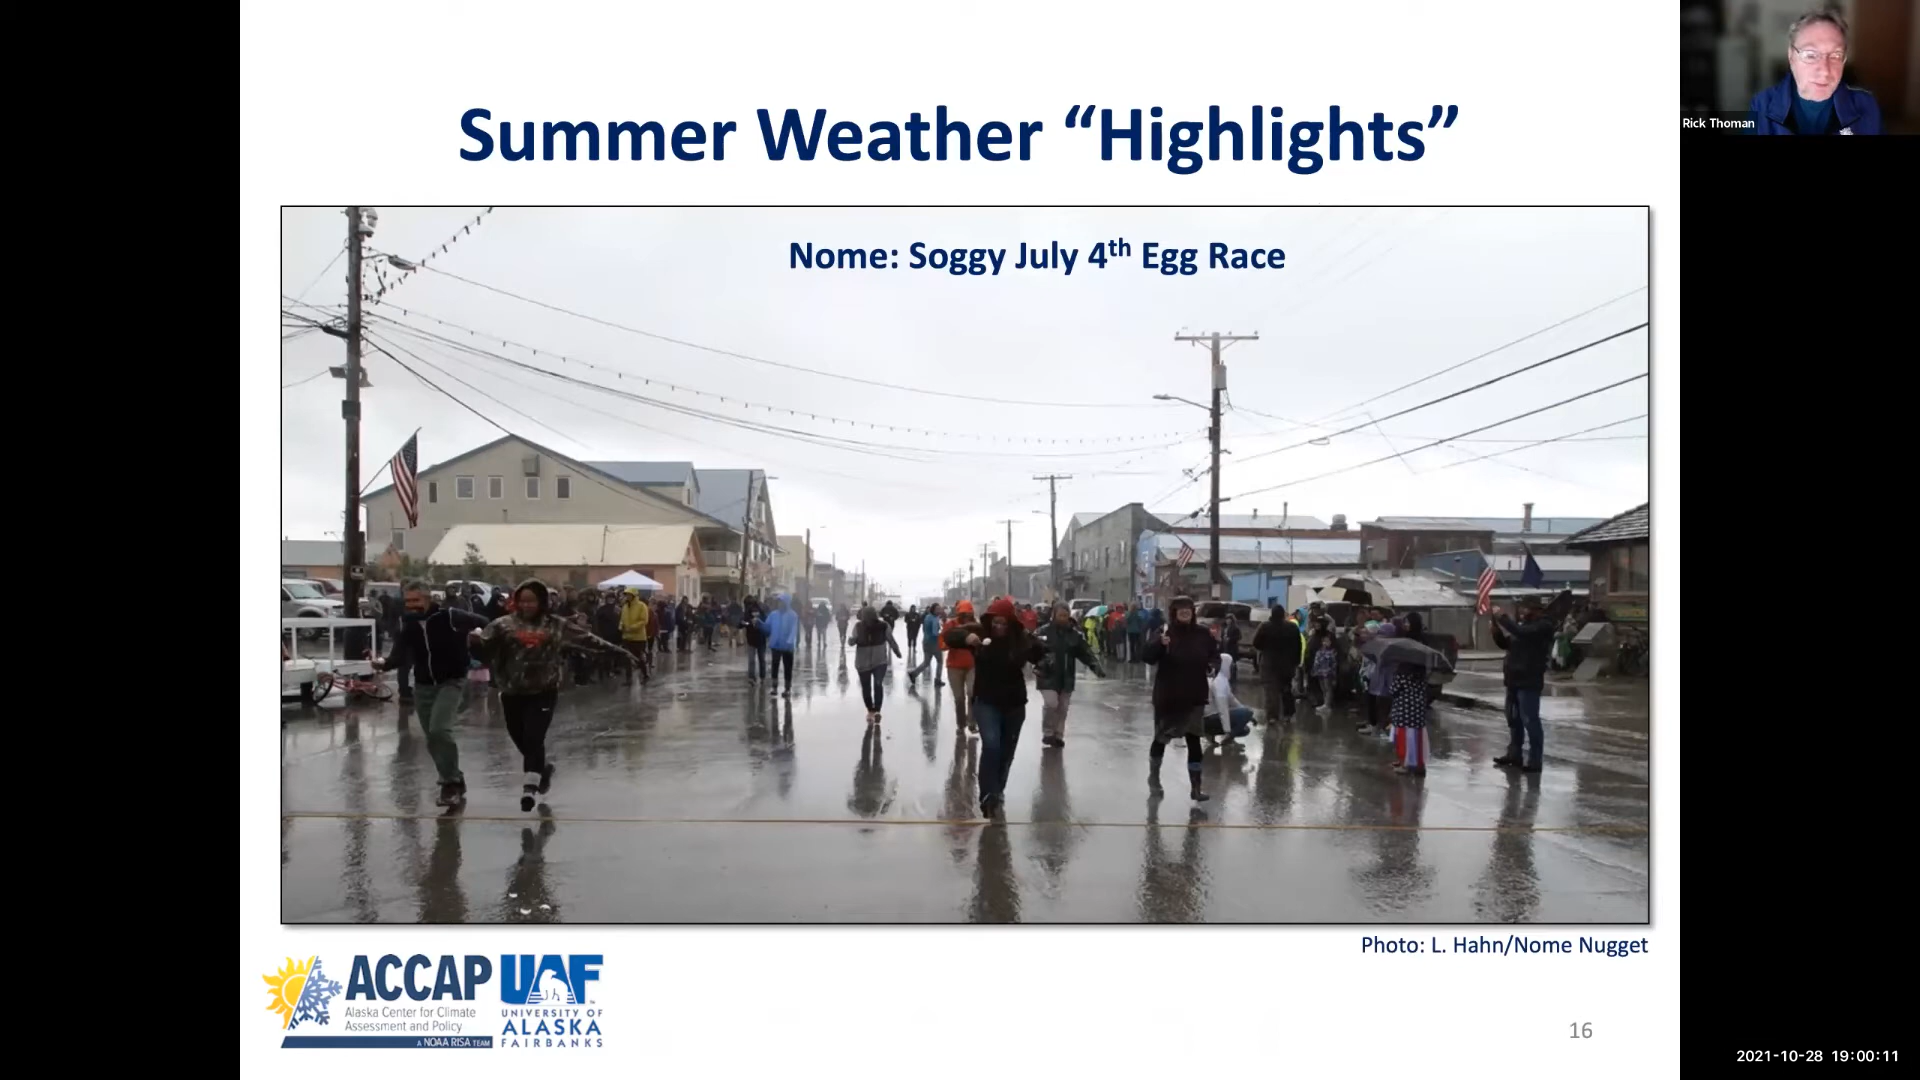 Rick Thoman
Summer Weather “Highlights”
Nome: Soggy July 4th Egg Race
Photo: L. Hahn/Nome Nugget
ACCAP
Alaska Center for Climate
Assessment and Policy
A NOAA RISA TEAM
UAF
UNIVERSITY OF
ALASKA
FAIRBANKS
16
2021-10-28 19:00:11